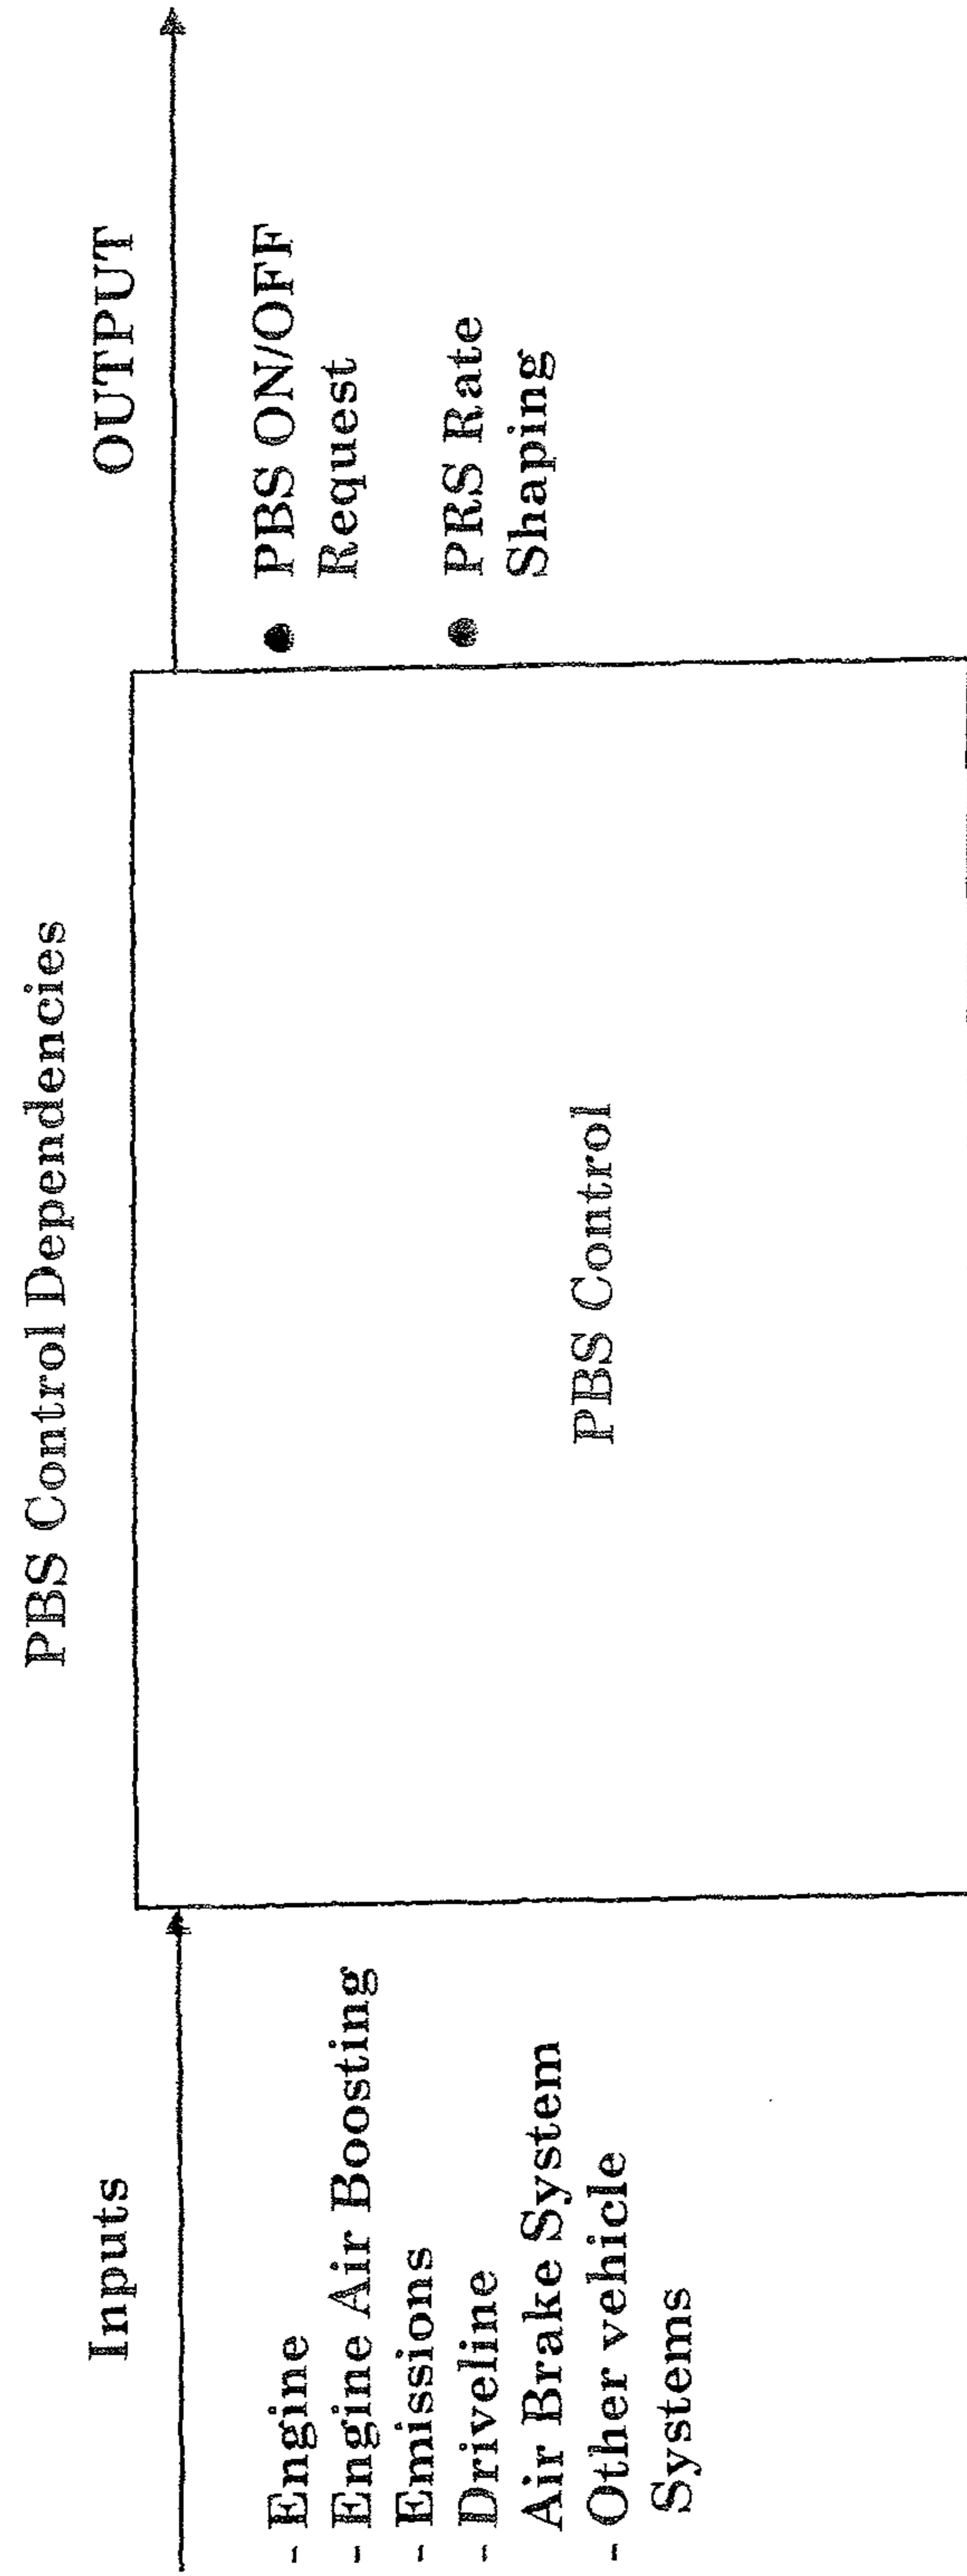 PBS Control Dependencies
Inputs
- Engine
- Engine Air Boosting
- Emissions
- Driveline
Air Brake System
- Other vehicle
Systems
PBS Control
OUTPUT
● PBS ON/OFF
Request
● PRS Rate
Shaping